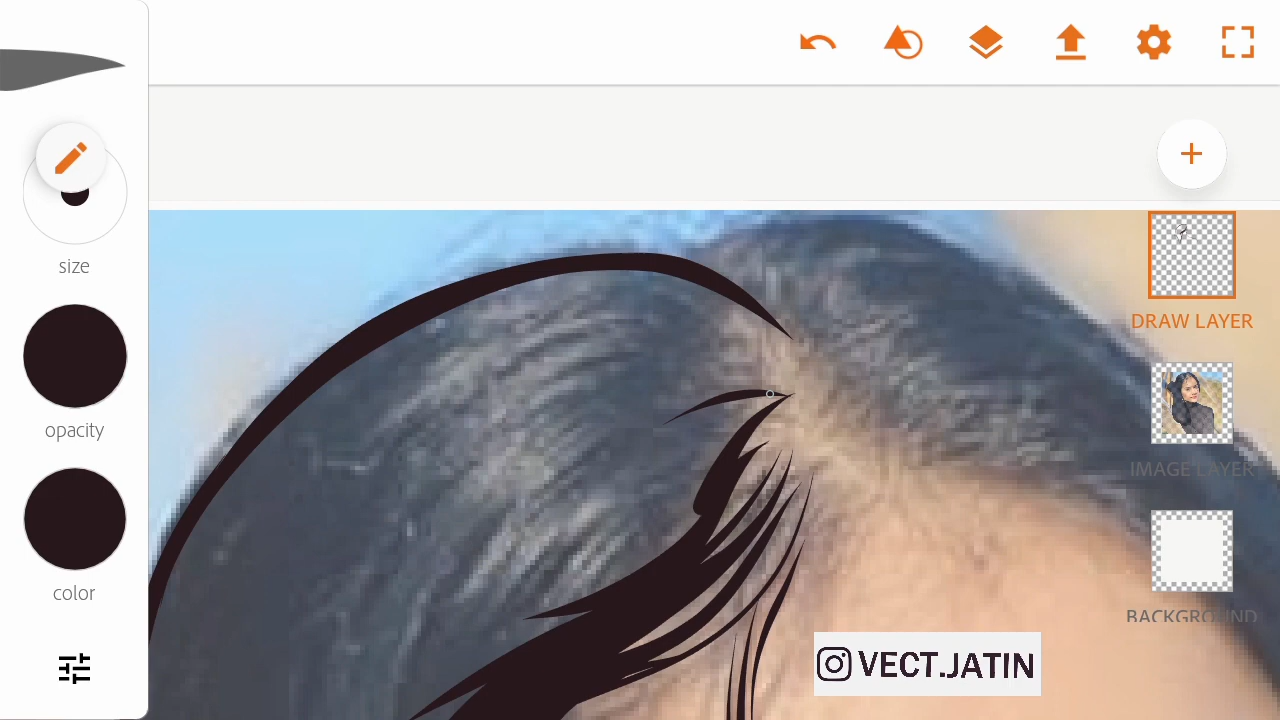 size
DRAW LAYER
opacity
IMAGE LAYER
color
BACKGROUND
VECT.JATIN